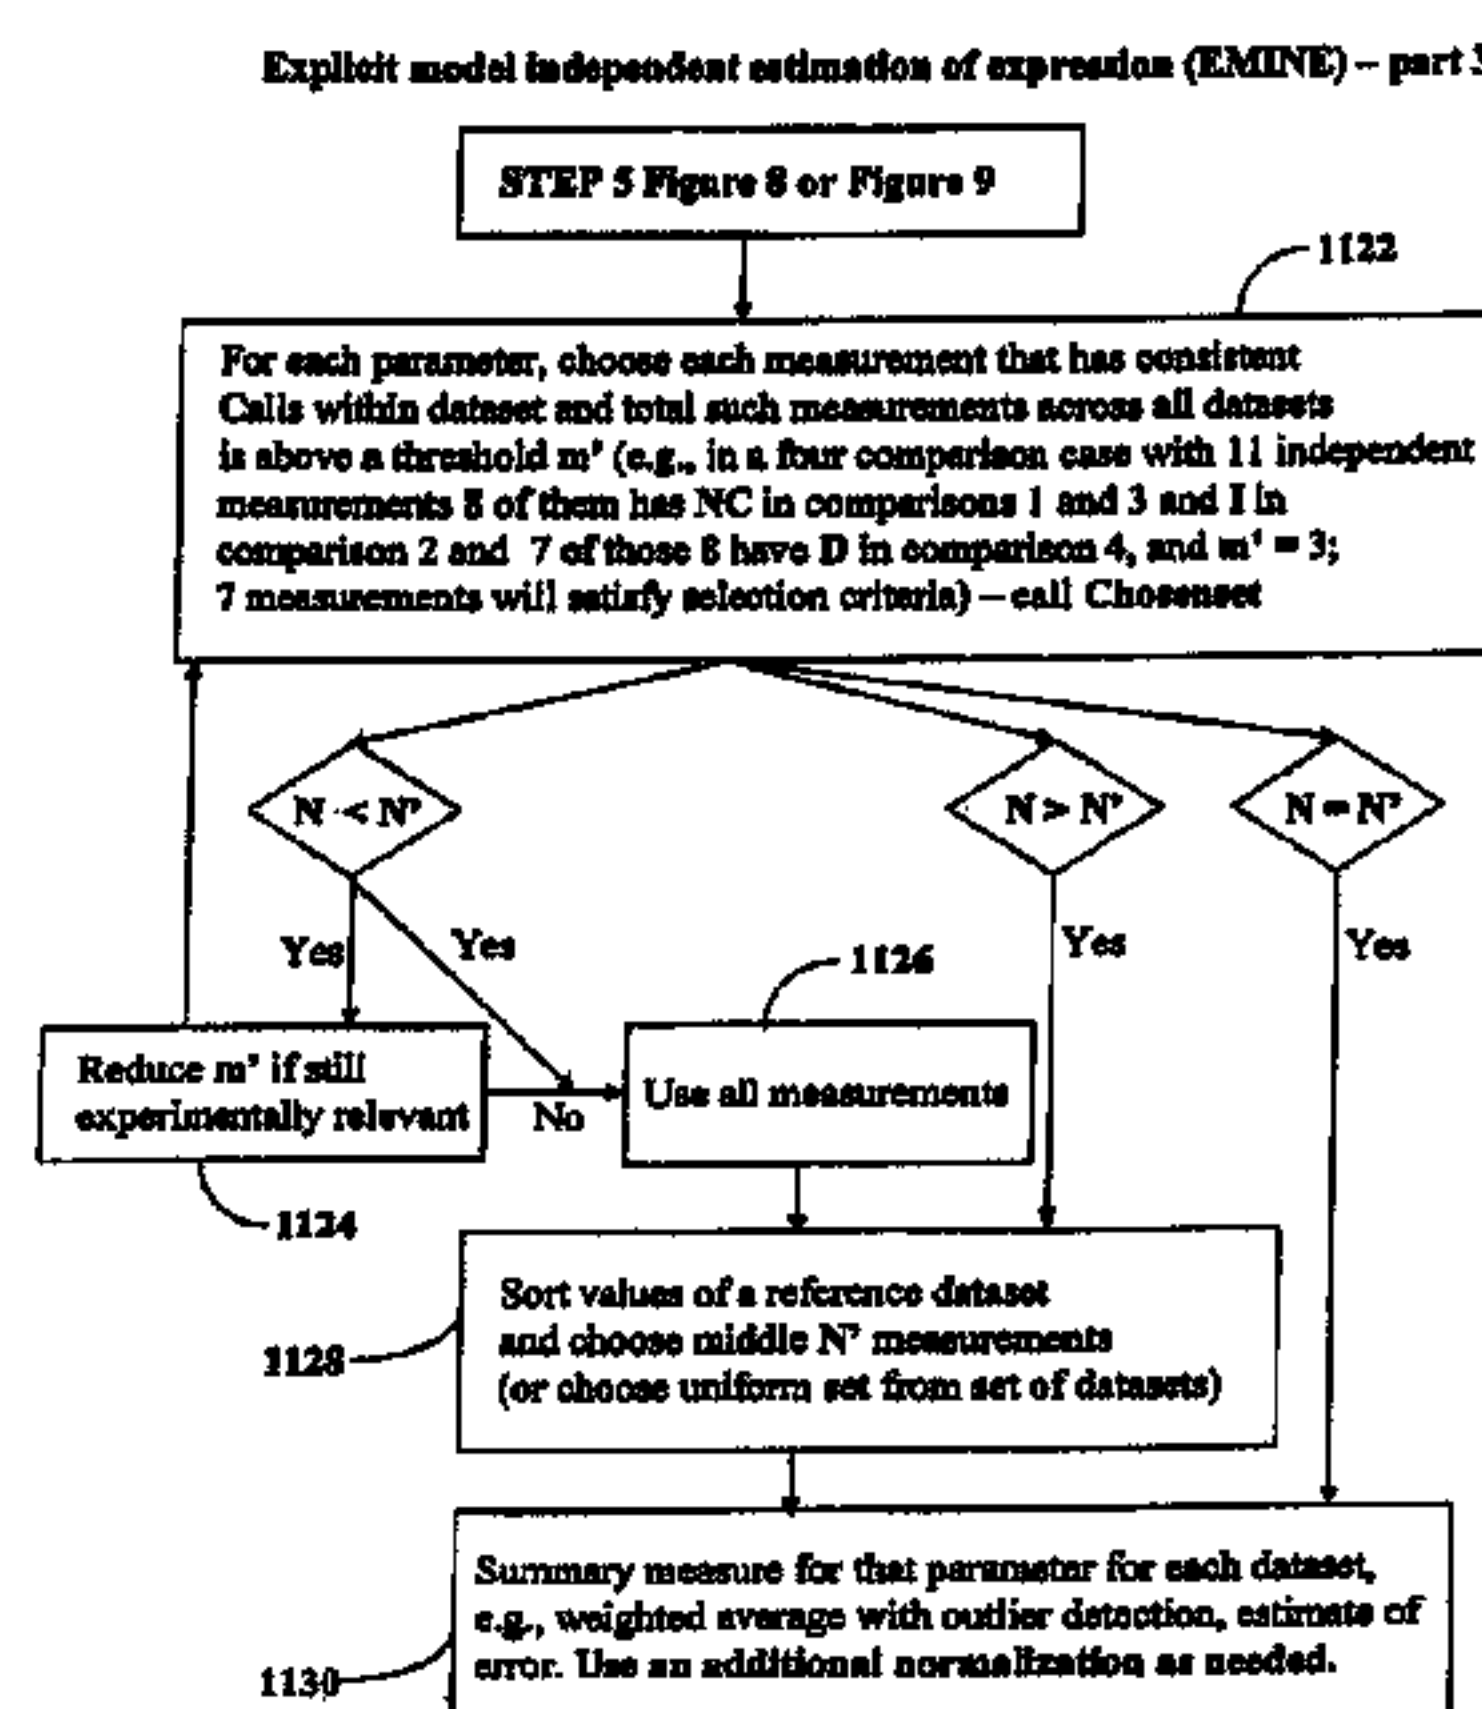 Explicit model independent estimation of expression (EMINE) – part 3
STEP 5 Figure 8 or Figure 9
1122
For each parameter, choose each measurement that has consistent
Calls within dataset and total such measurements across all datasets
is above a threshold m' (e.g., in a four comparison case with 11 independent
measurements 8 of them has NC in comparisons 1 and 3 and I in
comparison 2 and 7 of those 8 have D in comparison 4, and m' = 3;
7 measurements will satisfy selection criteria) – call Chosenset
N < N'
N > N'
N = N'
Yes
Yes
Yes
Yes
1126
Reduce m' if still
experimentally relevant
No
Use all measurements
1124
Sort values of a reference dataset
and choose middle N' measurements
(or choose uniform set from set of datasets)
1128
Summary measure for that parameter for each dataset,
e.g., weighted average with outlier detection, estimate of
error. Use an additional normalization as needed.
1130